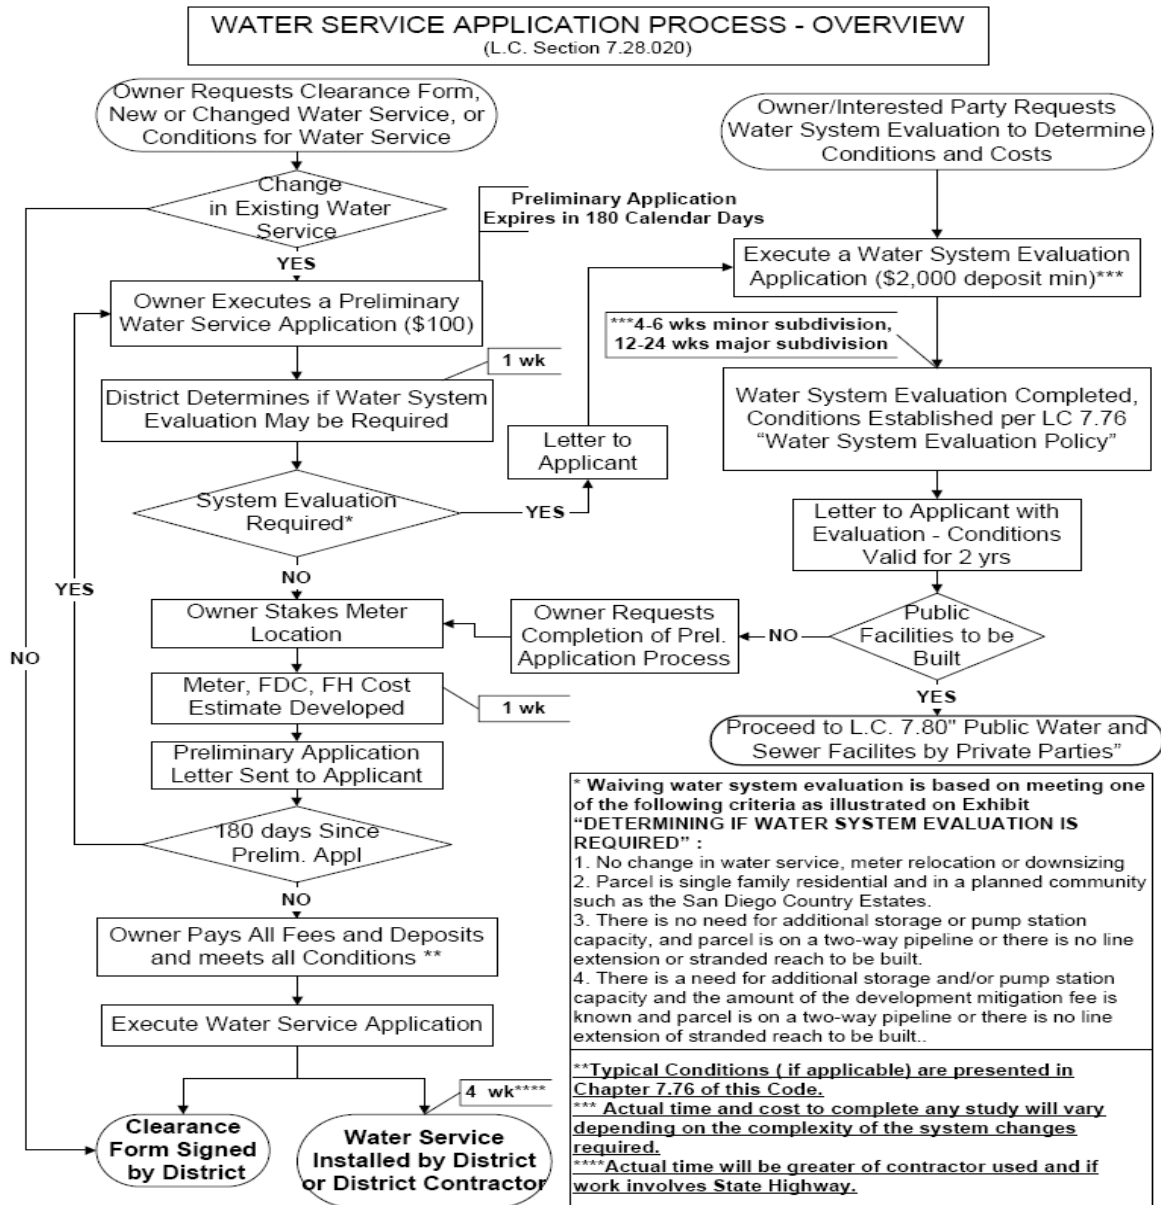 WATER SERVICE APPLICATION PROCESS - OVERVIEW
(L.C. Section 7.28.020)
Owner Requests Clearance Form,
New or Changed Water Service, or
Conditions for Water Service
Owner/Interested Party Requests
Water System Evaluation to Determine
Conditions and Costs
Change
in Existing Water
Service
Preliminary Application
Expires in 180 Calendar Days
YES
Execute a Water System Evaluation
Application ($2,000 deposit min)***
Owner Executes a Preliminary
Water Service Application ($100)
***4-6 wks minor subdivision,
12-24 wks major subdivision
1 wk
District Determines if Water System
Evaluation May be Required
Water System Evaluation Completed,
Conditions Established per LC 7.76
“Water System Evaluation Policy”
Letter to
Applicant
System Evaluation
Required*
YES
Letter to Applicant with
Evaluation - Conditions
Valid for 2 yrs
NO
YES
NO
Owner Stakes Meter
Location
Owner Requests
Completion of Prel.
Application Process
NO
Public
Facilities to be
Built
Meter, FDC, FH Cost
Estimate Developed
1 wk
YES
Proceed to L.C. 7.80" Public Water and
Sewer Facilites by Private Parties”
Preliminary Application
Letter Sent to Applicant
180 days Since
Prelim. Appl
NO
Owner Pays All Fees and Deposits
and meets all Conditions **
Execute Water Service Application
4 wk****
Clearance
Form Signed
by District
Water Service
Installed by District
or District Contractor
* Waiving water system evaluation is based on meeting one
of the following criteria as illustrated on Exhibit
“DETERMINING IF WATER SYSTEM EVALUATION IS
REQUIRED” :
1. No change in water service, meter relocation or downsizing
2. Parcel is single family residential and in a planned community
such as the San Diego Country Estates.
3. There is no need for additional storage or pump station
capacity, and parcel is on a two-way pipeline or there is no line
extension or stranded reach to be built.
4. There is a need for additional storage and/or pump station
capacity and the amount of the development mitigation fee is
known and parcel is on a two-way pipeline or there is no line
extension of stranded reach to be built..
**Typical Conditions ( if applicable) are presented in
Chapter 7.76 of this Code.
*** Actual time and cost to complete any study will vary
depending on the complexity of the system changes
required.
****Actual time will be greater of contractor used and if
work involves State Highway.